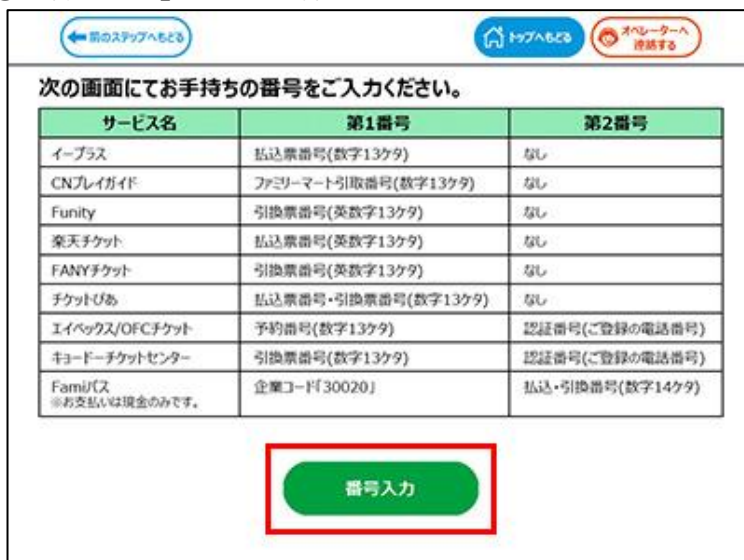 前のステップへもどる
トップへもどる
オペレーターへ
連絡する
次の画面にてお手持ちの番号をご入力ください。
サービス名 第1番号 第2番号
イープラス 払込票番号(数字13ケタ) なし
CNプレイガイド ファミリーマート引取番号(数字13ケタ) なし
Funity 引換票番号(英数字13ケタ) なし
楽天チケット 払込票番号(英数字13ケタ) なし
FANYチケット 引換票番号(英数字13ケタ) なし
チケットぴあ 払込票番号・引換票番号(数字13ケタ) なし
エイベックス/OFCチケット 予約番号(数字13ケタ) 認証番号(ご登録の電話番号)
キョードーチケットセンター 引換票番号(数字13ケタ) 認証番号(ご登録の電話番号)
Famiパス 企業コード「30020」 払込・引換番号(数字14ケタ)
※お支払いは現金のみです。
番号入力